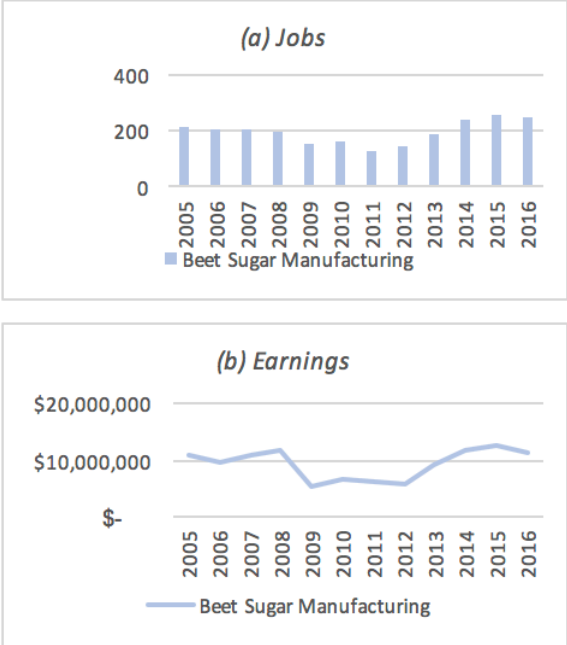 (a) Jobs
400
200
0
2005 2006 2007 2008 2009 2010 2011 2012 2013 2014 2015 2016
Beet Sugar Manufacturing
(b) Earnings
$20,000,000
$10,000,000
$-
2005 2006 2007 2008 2009 2010 2011 2012 2013 2014 2015 2016
Beet Sugar Manufacturing